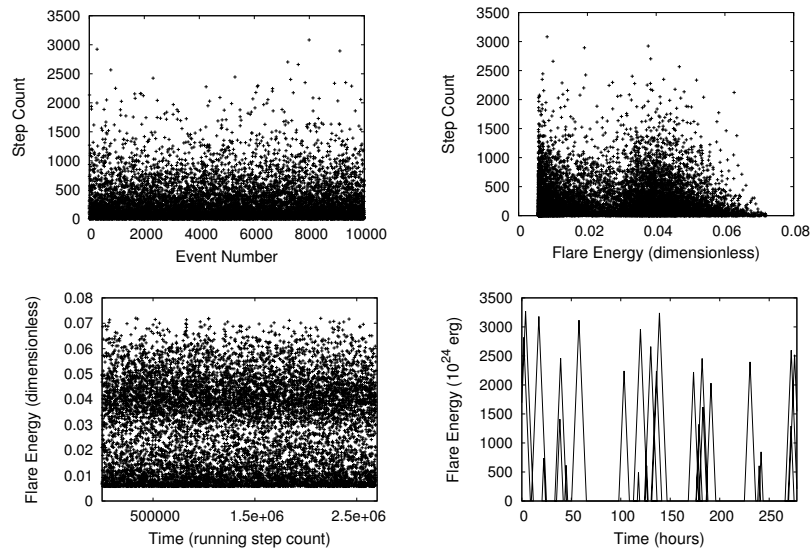 3500
3000
2500
2000
1500
1000
500
0
Step Count
0 2000 4000 6000 8000 10000
Event Number
3500
3000
2500
2000
1500
1000
500
0
Step Count
0.02 0.04 0.06 0.08
Flare Energy (dimensionless)
0.08
0.07
0.06
0.05
0.04
0.03
0.02
0.01
0
Flare Energy (dimensionless)
500000 1.5e+06 2.5e+06
Time (running step count)
3500
3000
2500
2000
1500
1000
500
0
Flare Energy (10^24 erg)
0 50 100 150 200 250
Time (hours)